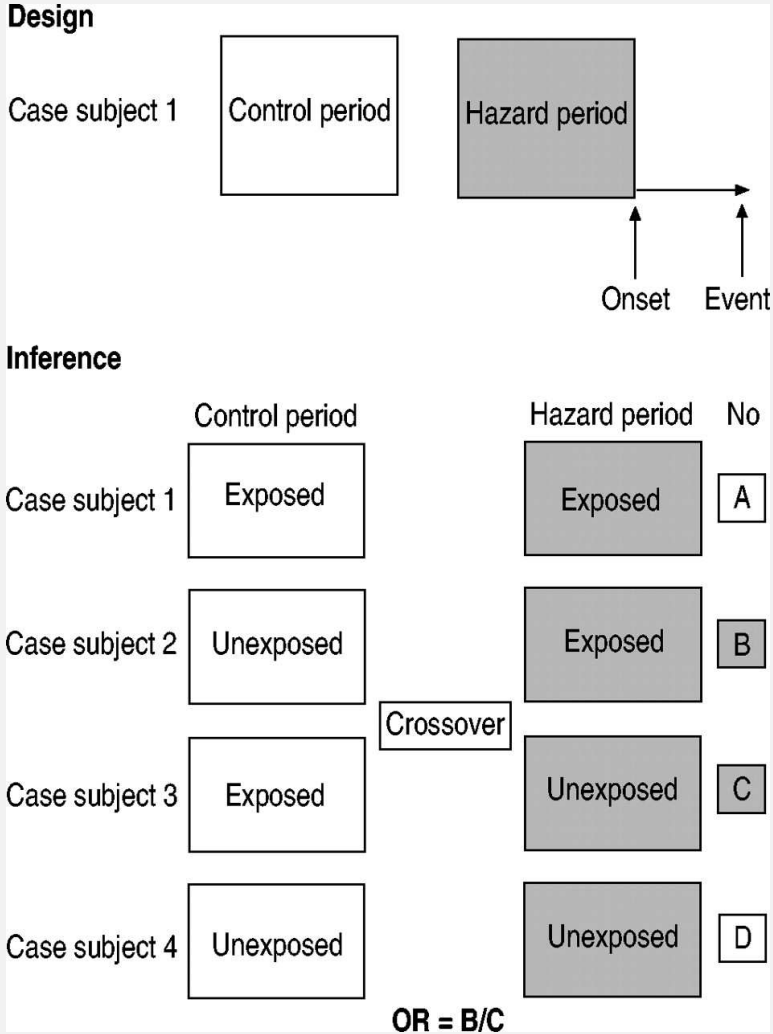 Design
Case subject 1 Control period Hazard period
Onset Event
Inference
Control period Hazard period No
Case subject 1 Exposed Exposed A
Case subject 2 Unexposed Exposed B
Crossover
Case subject 3 Exposed Unexposed C
Case subject 4 Unexposed Unexposed D
OR = B/C